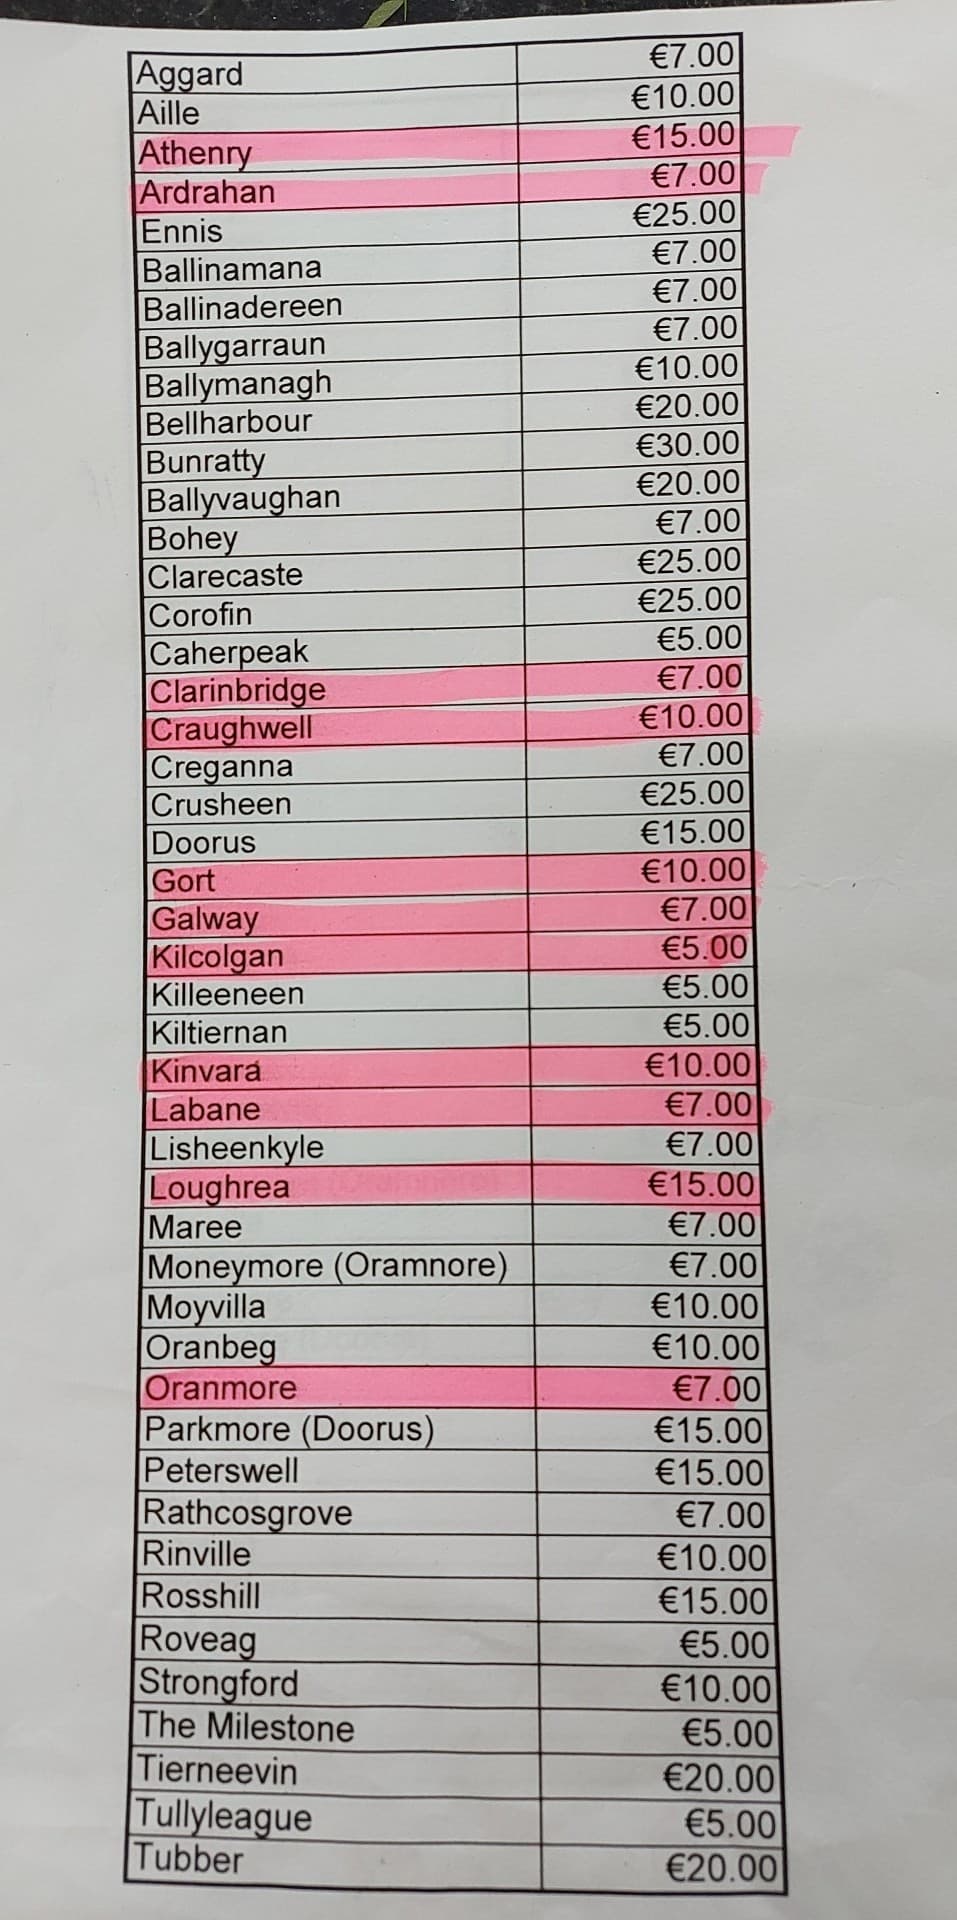 Aggard €7.00
Aille €10.00
Athenry €15.00
Ardrahan €7.00
Ennis €25.00
Ballinamana €7.00
Ballinadereen €7.00
Ballygarraun €7.00
Ballymanagh €10.00
Bellharbour €20.00
Bunratty €30.00
Ballyvaughan €20.00
Bohey €7.00
Clarecaste €25.00
Corofin €25.00
Caherpeak €5.00
Clarinbridge €7.00
Craughwell €10.00
Creganna €7.00
Crusheen €25.00
Doorus €15.00
Gort €10.00
Galway €7.00
Kilcolgan €5.00
Killeeneen €5.00
Kiltiernan €5.00
Kinvara €10.00
Labane €7.00
Lisheenkyle €7.00
Loughrea €15.00
Maree €7.00
Moneymore (Oramnore) €7.00
Moyvilla €10.00
Oranbeg €10.00
Oranmore €7.00
Parkmore (Doorus) €15.00
Peterswell €15.00
Rathcosgrove €7.00
Rinville €10.00
Rosshill €15.00
Roveag €5.00
Strongford €10.00
The Milestone €5.00
Tierneevin €20.00
Tullyleague €5.00
Tubber €20.00